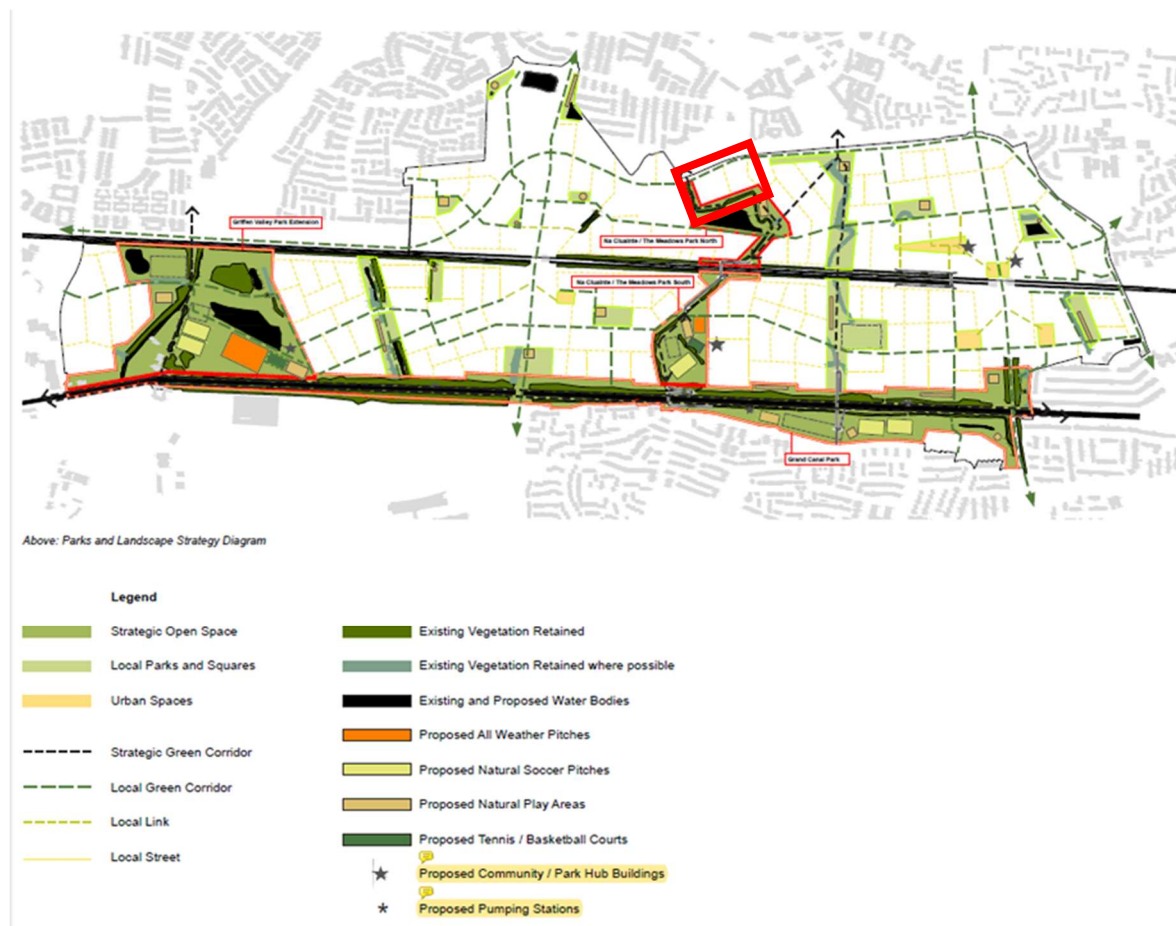 Griffen Valley Park Extension
Na Cluainte / The Meadows Park North
Na Cluainte / The Meadows Park South
Grand Canal Park
Above: Parks and Landscape Strategy Diagram
Legend
Strategic Open Space
Local Parks and Squares
Urban Spaces
Strategic Green Corridor
Local Green Corridor
Local Link
Local Street
Existing Vegetation Retained
Existing Vegetation Retained where possible
Existing and Proposed Water Bodies
Proposed All Weather Pitches
Proposed Natural Soccer Pitches
Proposed Natural Play Areas
Proposed Tennis / Basketball Courts
Proposed Community / Park Hub Buildings
Proposed Pumping Stations